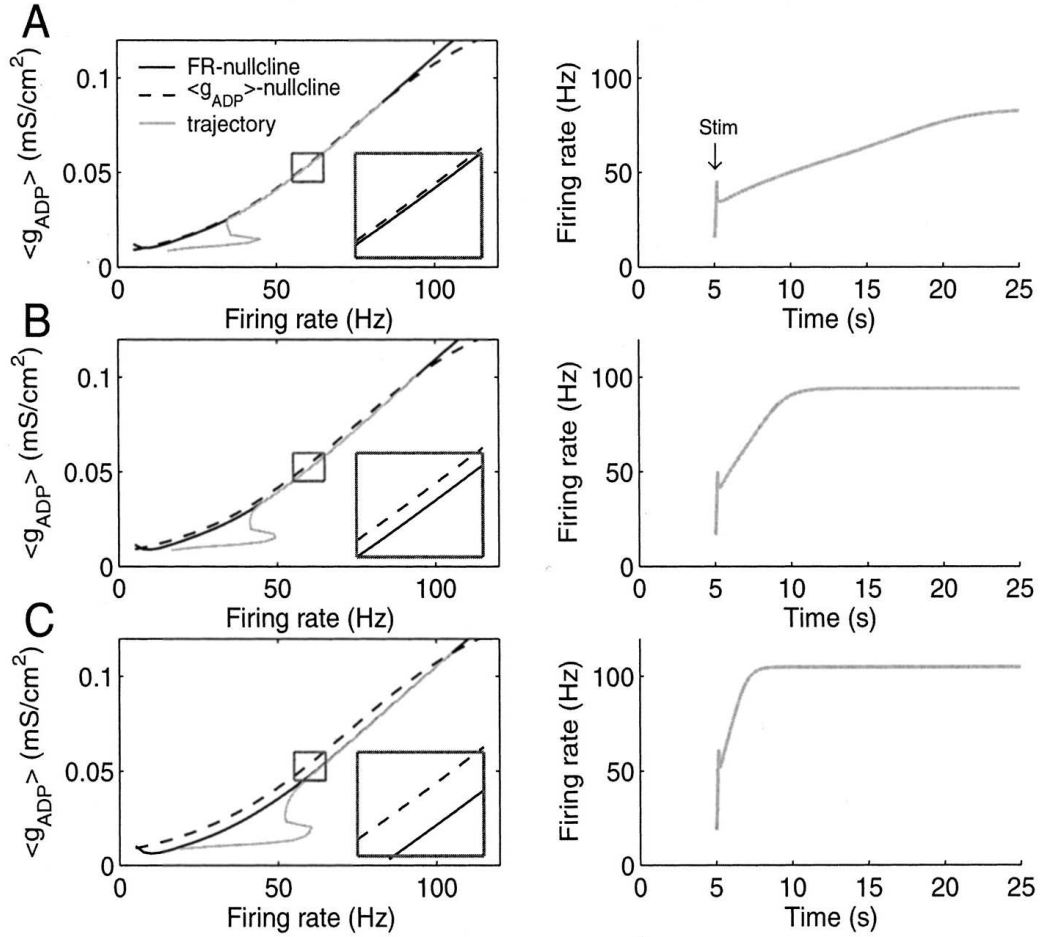 A
<g_ADP> (mS/cm²)
0.1
0.05
0
FR-nullcline
<g_ADP>-nullcline
trajectory
0 50 100
Firing rate (Hz)
Firing rate (Hz)
100
50
0
Stim
0 5 10 15 20 25
Time (s)
B
<g_ADP> (mS/cm²)
0.1
0.05
0
0 50 100
Firing rate (Hz)
Firing rate (Hz)
100
50
0
0 5 10 15 20 25
Time (s)
C
<g_ADP> (mS/cm²)
0.1
0.05
0
0 50 100
Firing rate (Hz)
Firing rate (Hz)
100
50
0
0 5 10 15 20 25
Time (s)